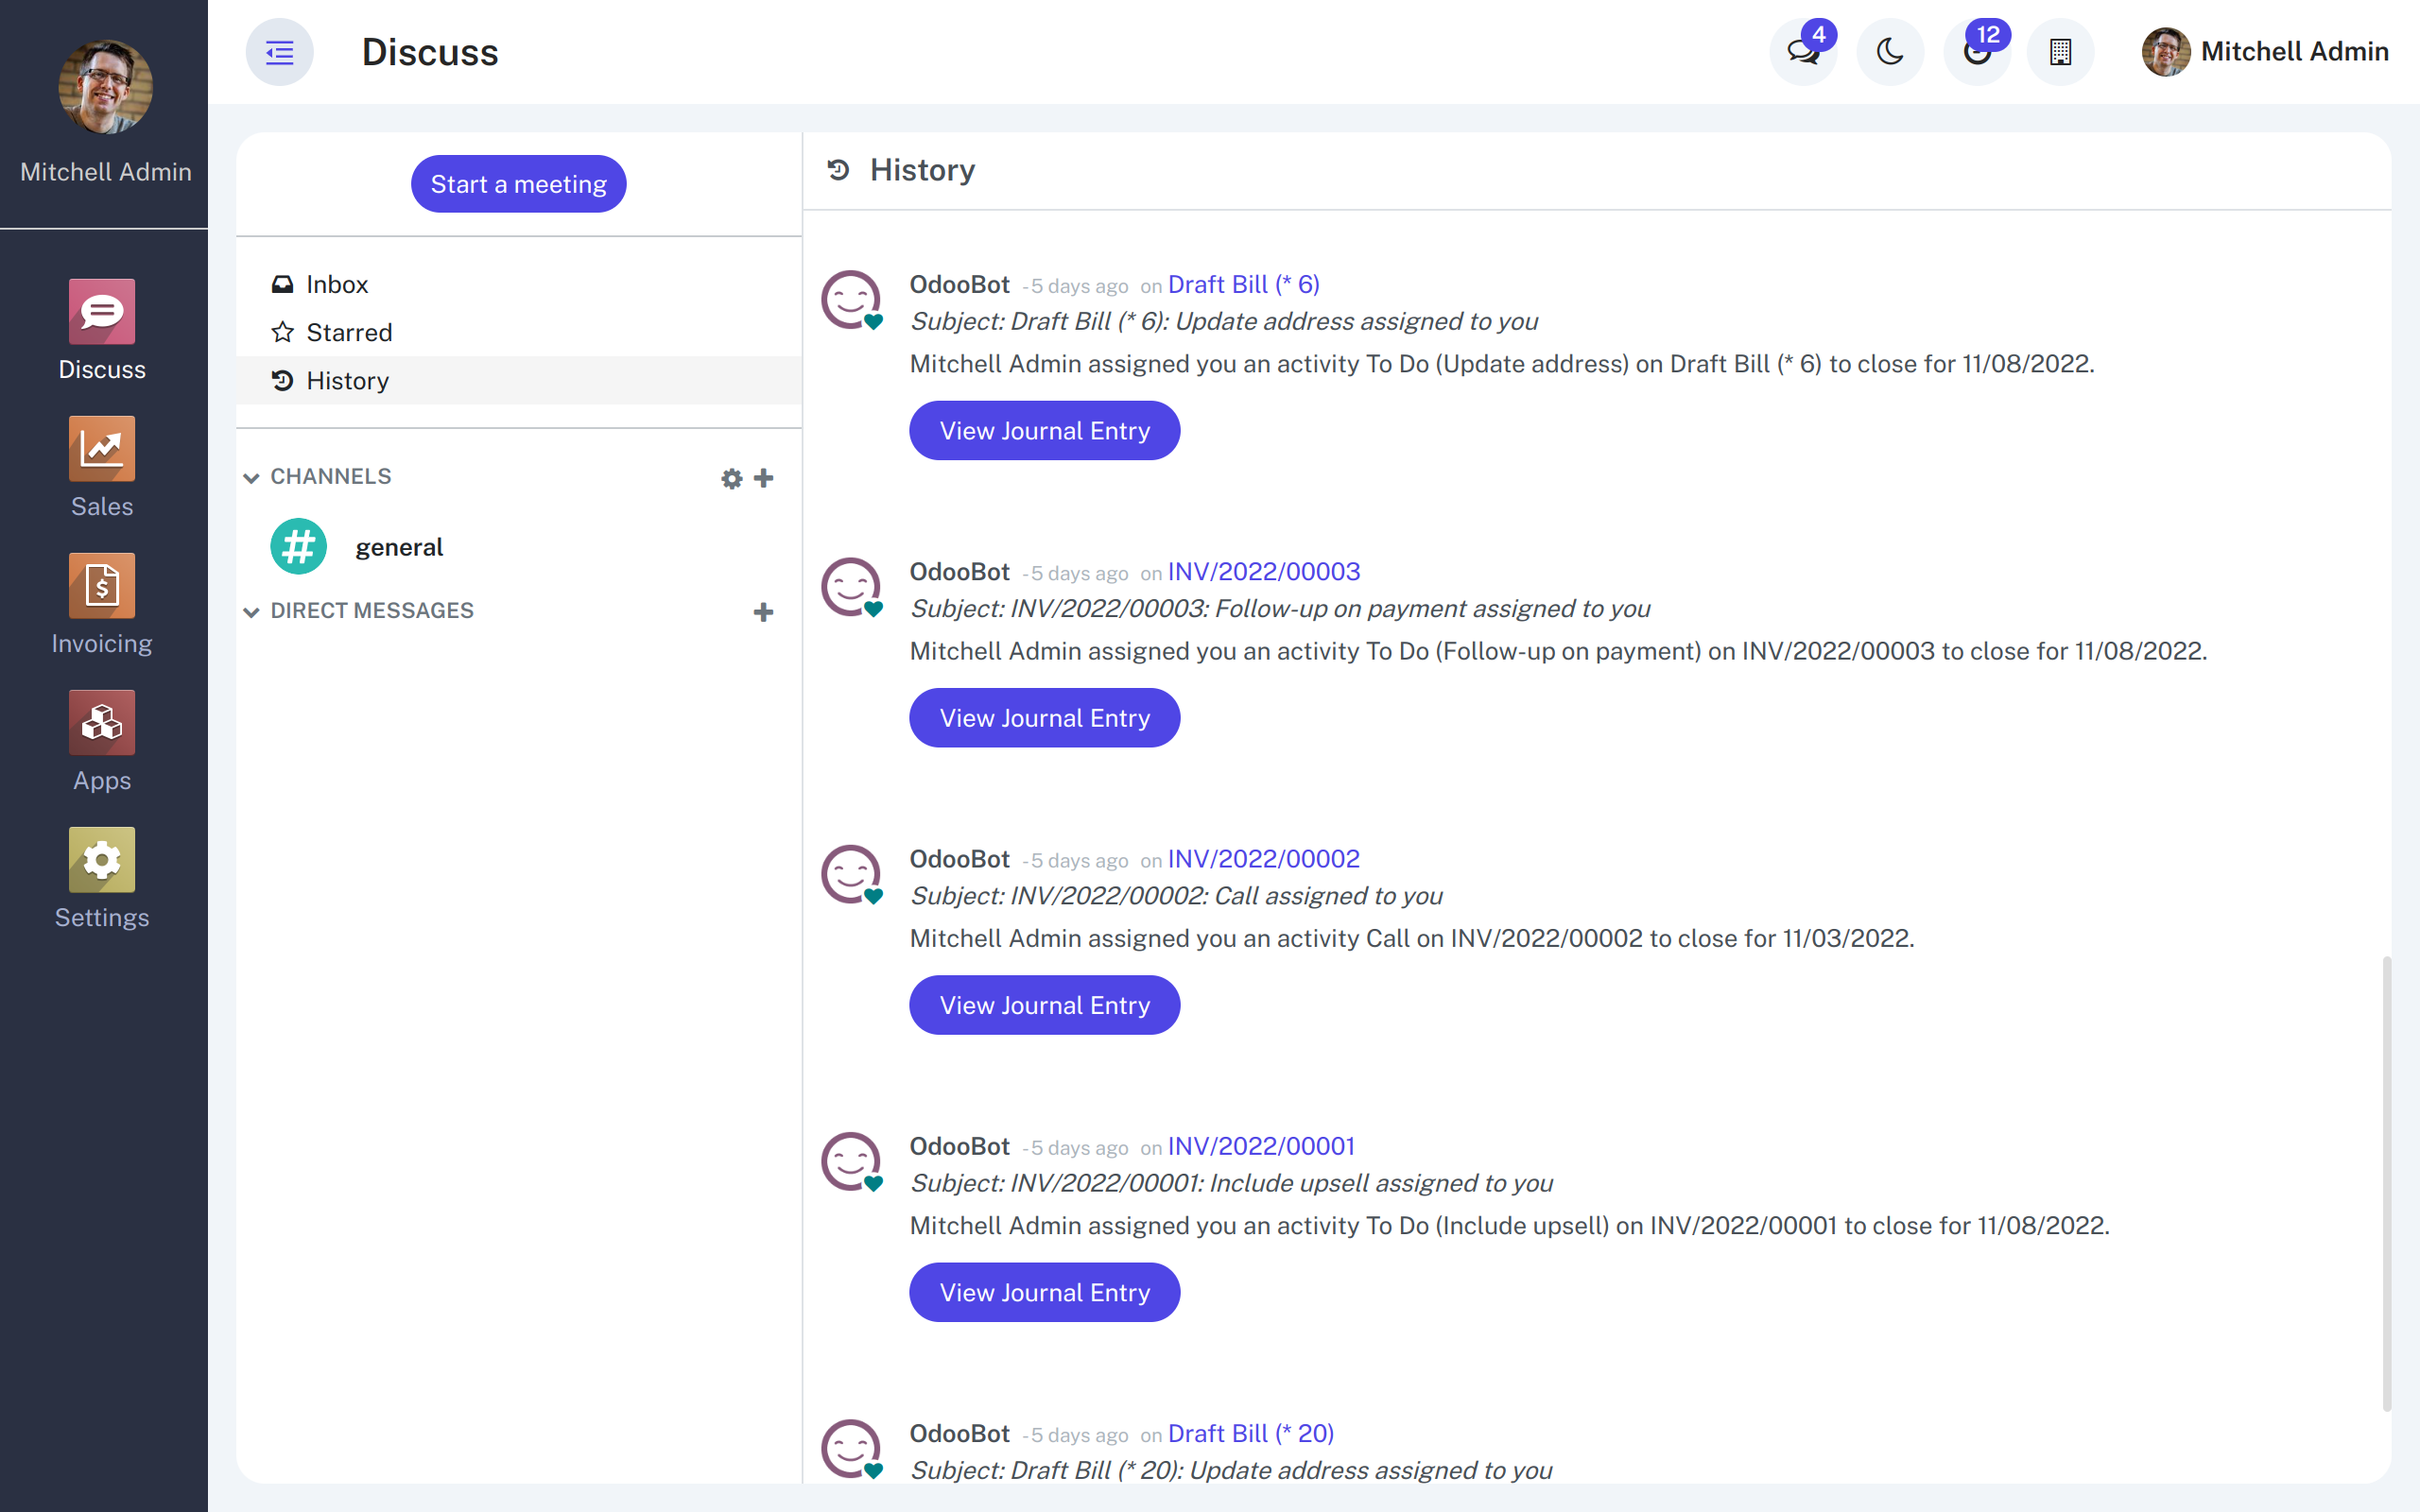 Mitchell Admin
Discuss
Sales
Invoicing
Apps
Settings
Discuss
4
12
Mitchell Admin
Start a meeting
Inbox
Starred
History
CHANNELS
general
DIRECT MESSAGES
History
OdooBot - 5 days ago on Draft Bill (* 6)
Subject: Draft Bill (* 6): Update address assigned to you
Mitchell Admin assigned you an activity To Do (Update address) on Draft Bill (* 6) to close for 11/08/2022.
View Journal Entry
OdooBot - 5 days ago on INV/2022/00003
Subject: INV/2022/00003: Follow-up on payment assigned to you
Mitchell Admin assigned you an activity To Do (Follow-up on payment) on INV/2022/00003 to close for 11/08/2022.
View Journal Entry
OdooBot - 5 days ago on INV/2022/00002
Subject: INV/2022/00002: Call assigned to you
Mitchell Admin assigned you an activity Call on INV/2022/00002 to close for 11/03/2022.
View Journal Entry
OdooBot - 5 days ago on INV/2022/00001
Subject: INV/2022/00001: Include upsell assigned to you
Mitchell Admin assigned you an activity To Do (Include upsell) on INV/2022/00001 to close for 11/08/2022.
View Journal Entry
OdooBot - 5 days ago on Draft Bill (* 20)
Subject: Draft Bill (* 20): Update address assigned to you